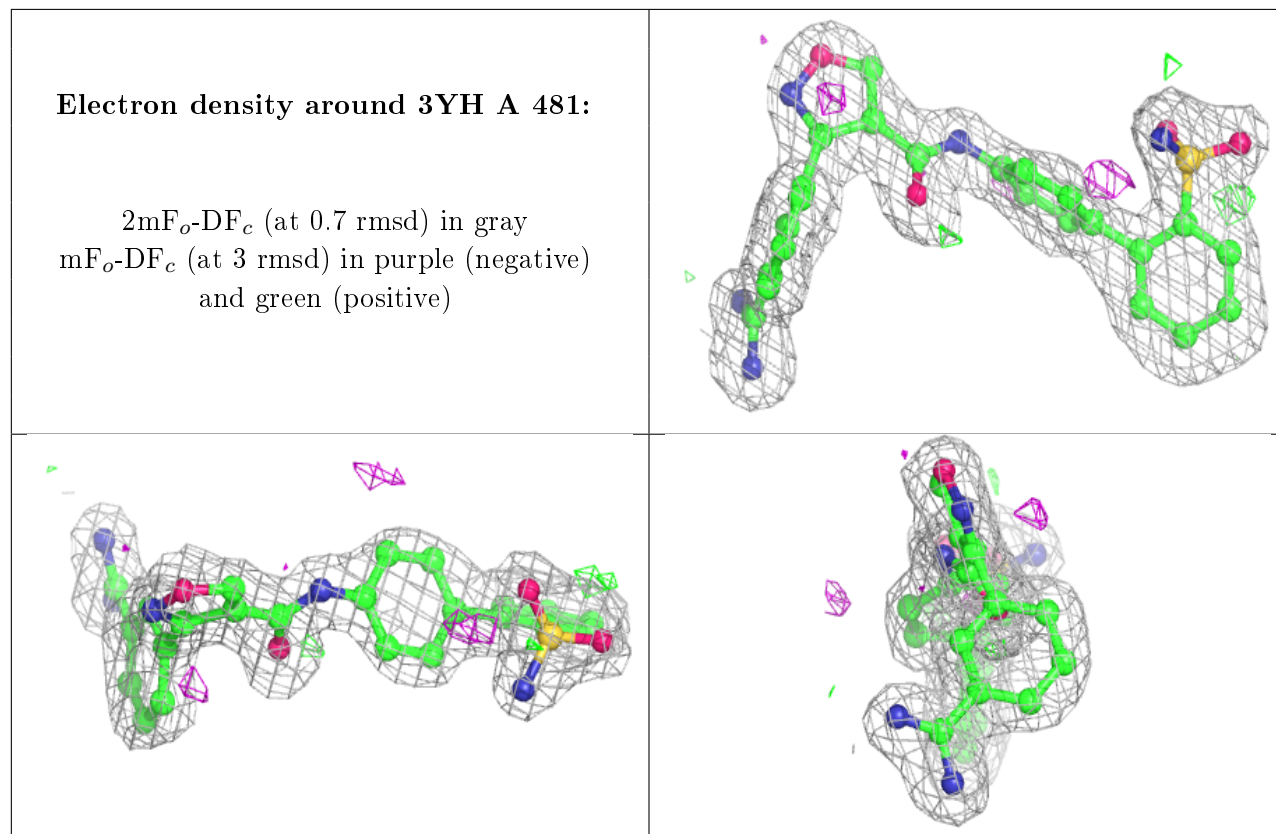 Electron density around 3YH A 481:
2mFₒ-DF𝒸 (at 0.7 rmsd) in gray
mFₒ-DF𝒸 (at 3 rmsd) in purple (negative)
and green (positive)